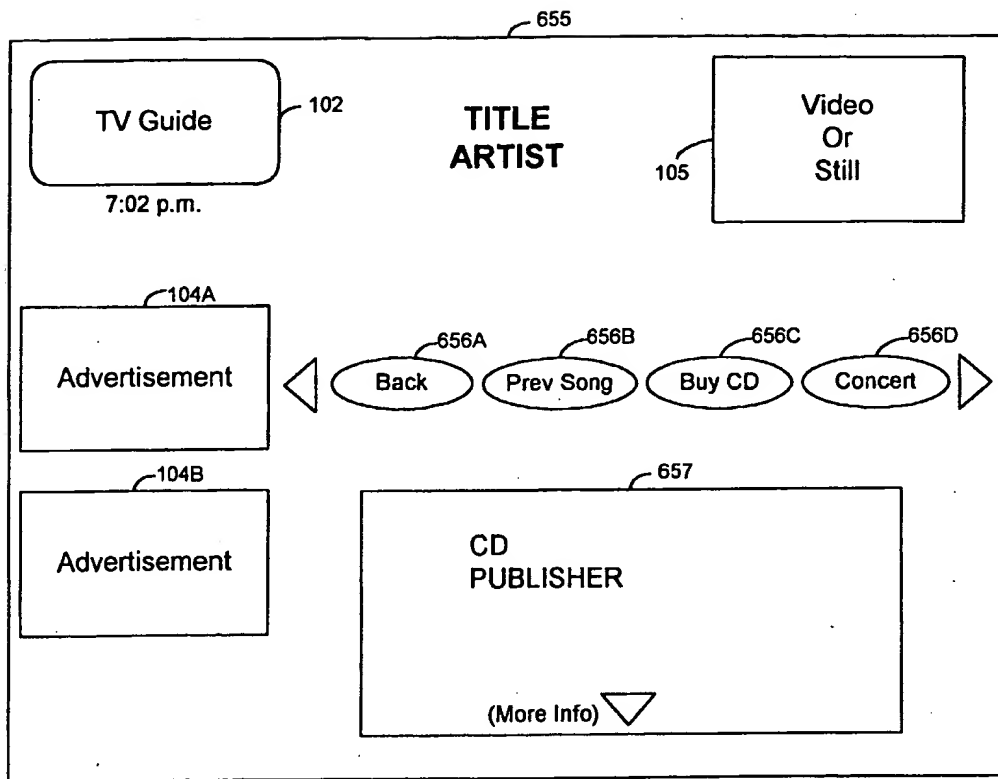 655
TV Guide
102
TITLE
ARTIST
Video
Or
Still
105
7:02 p.m.
104A
Advertisement
656A
656B
656C
656D
Back
Prev Song
Buy CD
Concert
104B
Advertisement
657
CD
PUBLISHER
(More Info)